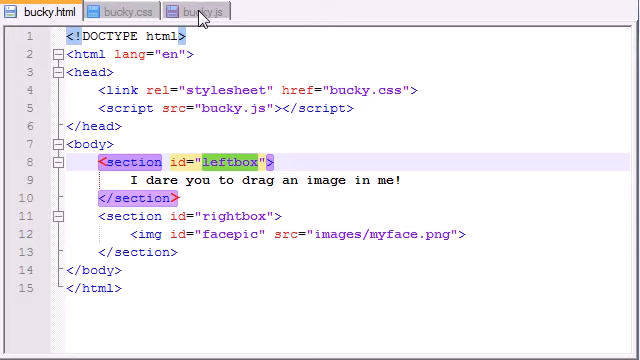 bucky.html bucky.css bucky.js
1 <!DOCTYPE html>
2 <html lang="en">
3 <head>
4 <link rel="stylesheet" href="bucky.css">
5 <script src="bucky.js"></script>
6 </head>
7 <body>
8 <section id="leftbox">
9 I dare you to drag an image in me!
10 </section>
11 <section id="rightbox">
12 <img id="facepic" src="images/myface.png">
13 </section>
14 </body>
15 </html>